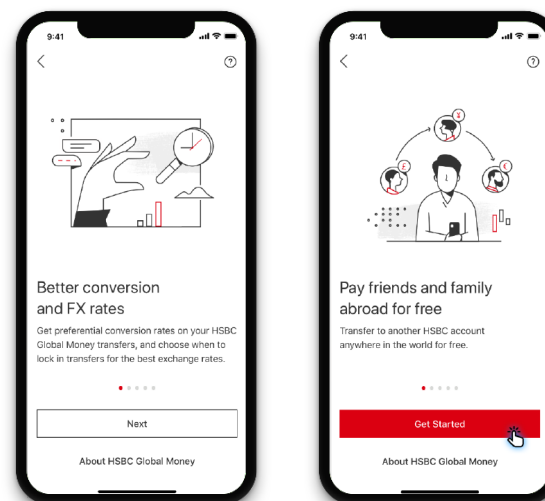 9:41
?
Better conversion
and FX rates
Get preferential conversion rates on your HSBC
Global Money transfers, and choose when to
lock in transfers for the best exchange rates.
Next
About HSBC Global Money
9:41
?
¥
£
€
Pay friends and family
abroad for free
Transfer to another HSBC account
anywhere in the world for free.
Get Started
About HSBC Global Money